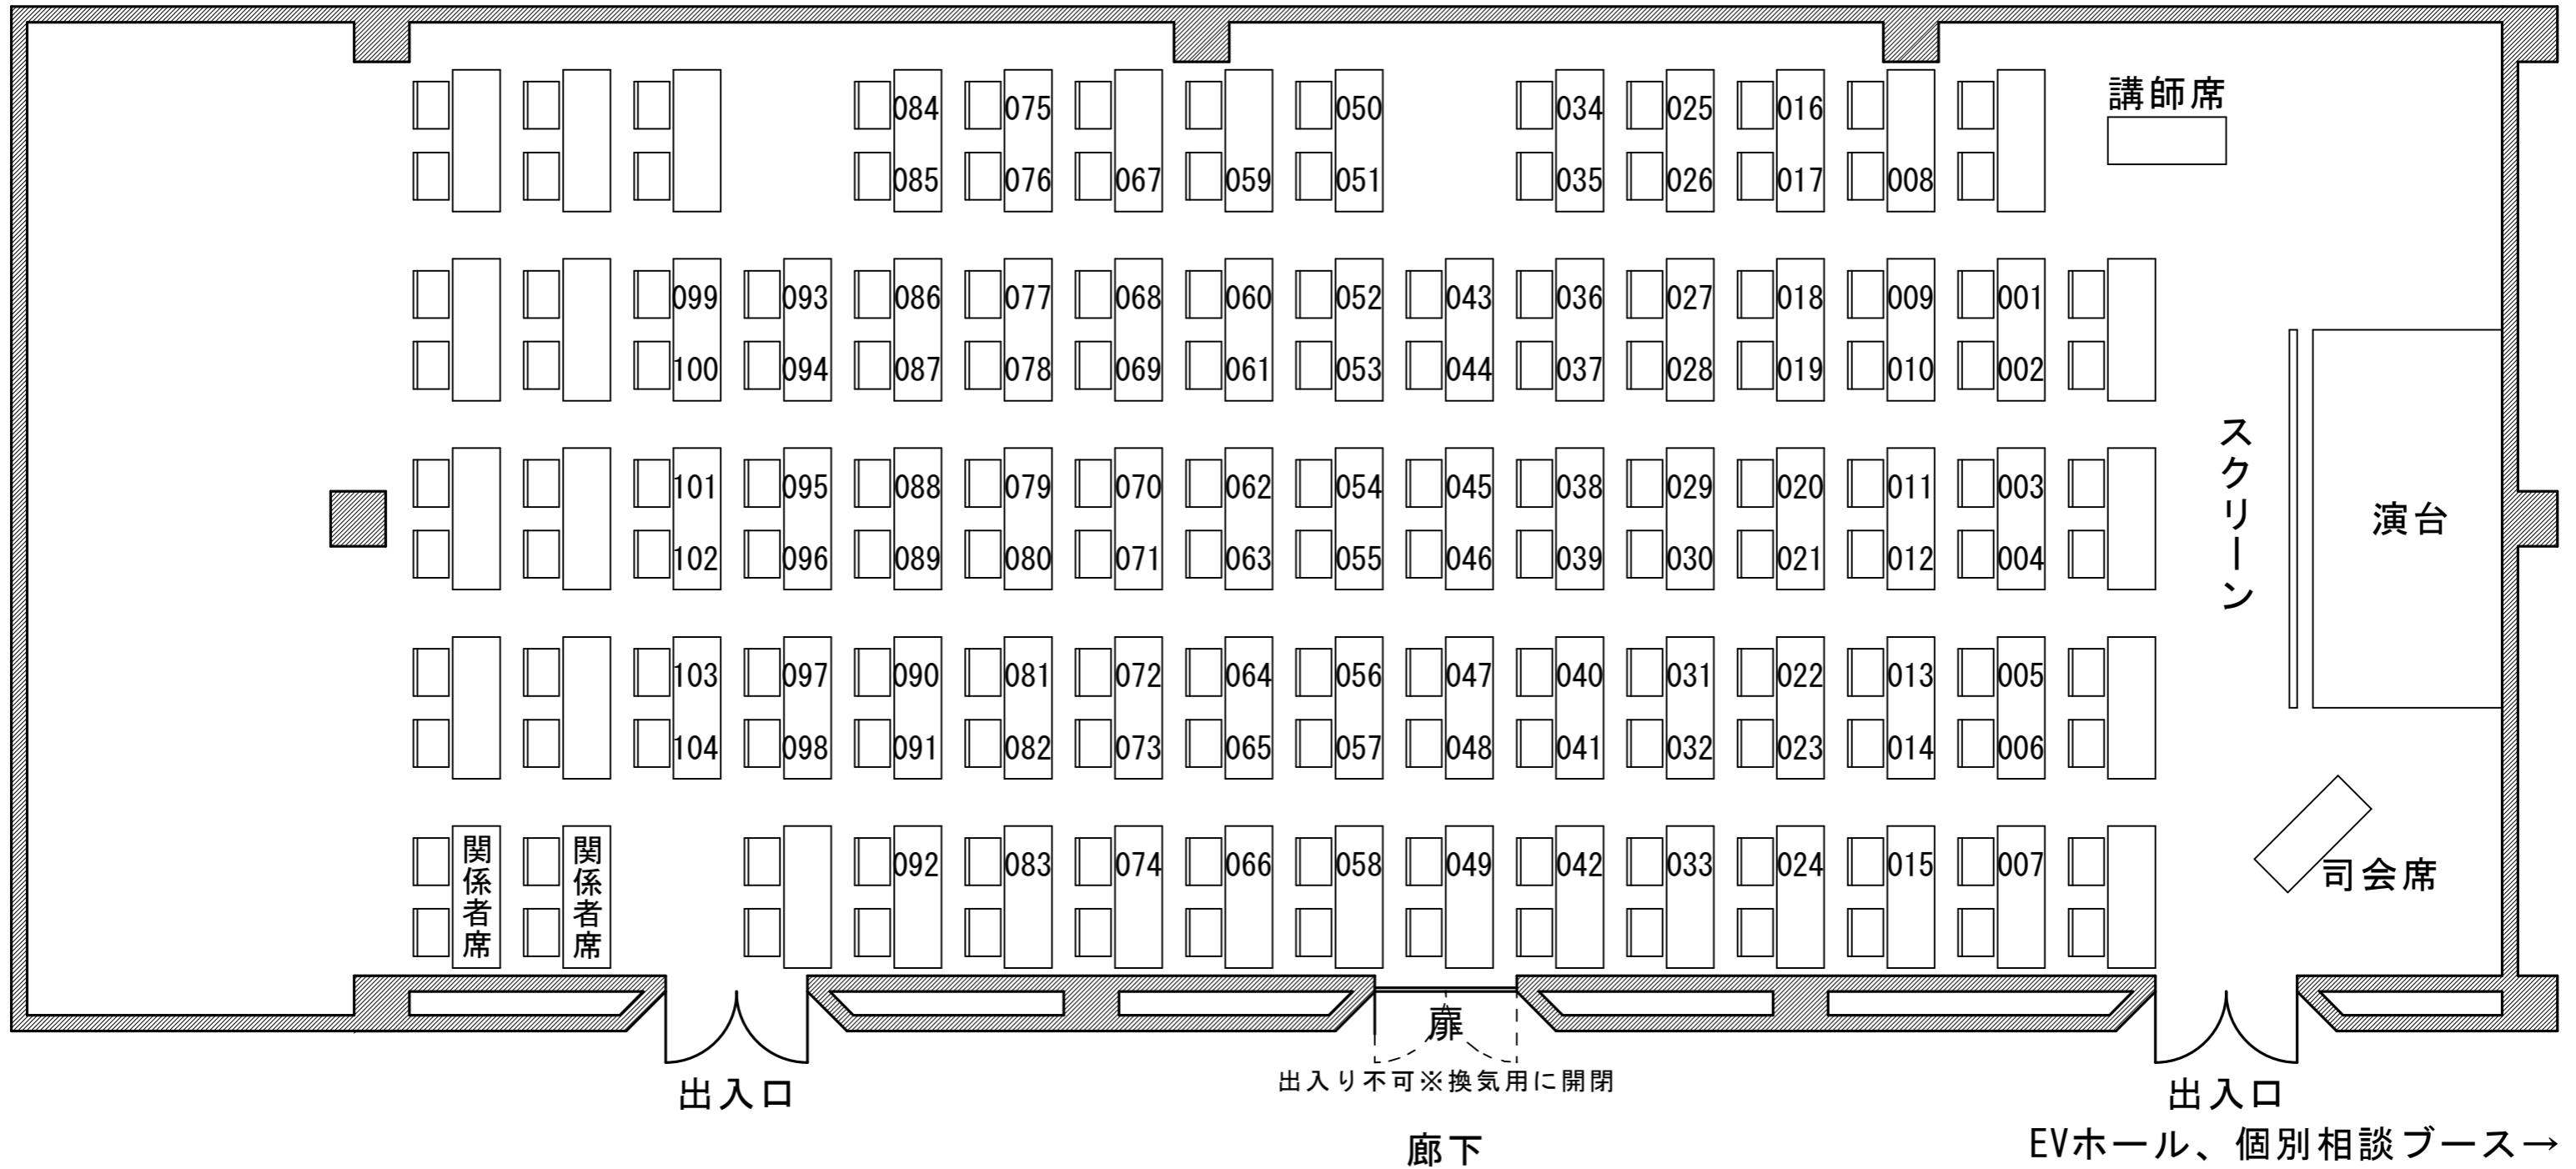 084 075 050 034 025 016 講師席
085 076 067 059 051 035 026 017 008
099 093 086 077 068 060 052 043 036 027 018 009 001
100 094 087 078 069 061 053 044 037 028 019 010 002
スクリーン
演台
101 095 088 079 070 062 054 045 038 029 020 011 003
102 096 089 080 071 063 055 046 039 030 021 012 004
103 097 090 081 072 064 056 047 040 031 022 013 005
104 098 091 082 073 065 057 048 041 032 023 014 006
関係者席
関係者席
092 083 074 066 058 049 042 033 024 015 007
司会席
扉
出入り不可※換気用に開閉
出入口
出入口
廊下
EVホール、個別相談ブース→